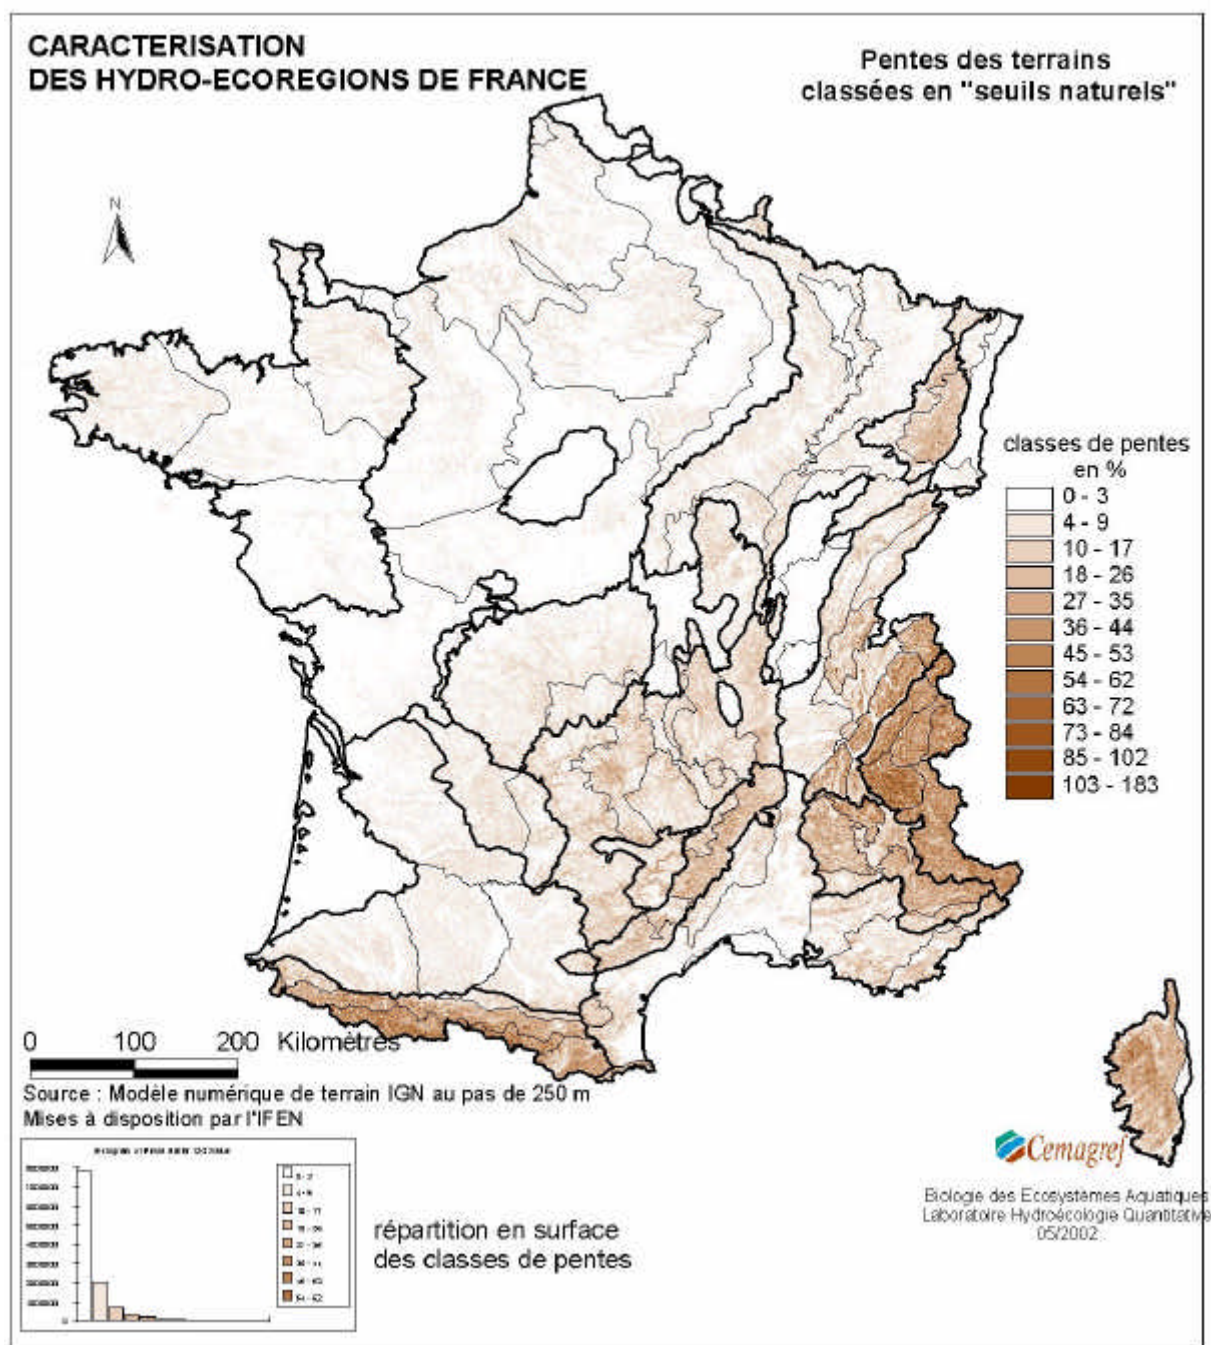 CARACTERISATION
DES HYDRO-ECOREGIONS DE FRANCE
Pentes des terrains
classées en "seuils naturels"
N
classes de pentes
en %
0 - 3
4 - 9
10 - 17
18 - 26
27 - 35
36 - 44
45 - 53
54 - 62
63 - 72
73 - 84
85 - 102
103 - 183
0 100 200 Kilomètres
Source : Modèle numérique de terrain IGN au pas de 250 m
Mises à disposition par l'IFEN
Cemagref
Biologie des Ecosystèmes Aquatiques
Laboratoire Hydroécologie Quantitative
05/2002
répartition en surface
des classes de pentes
0